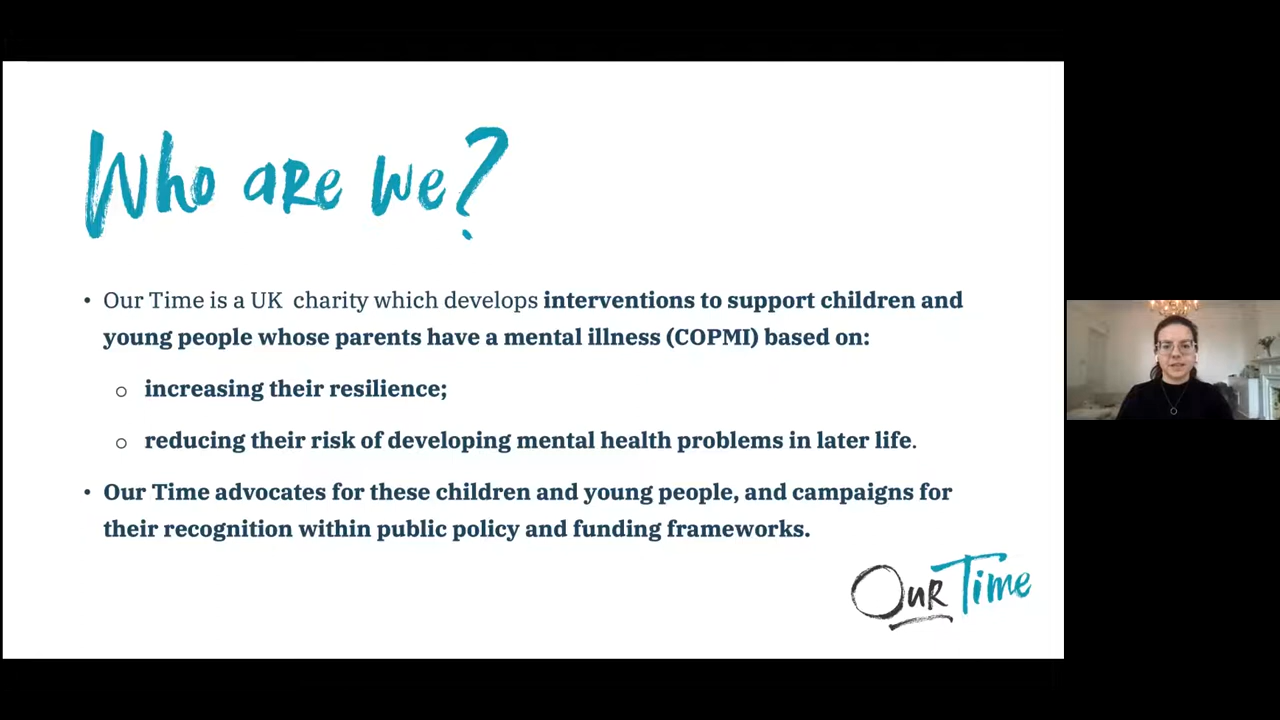 Who are we?
• Our Time is a UK  charity which develops interventions to support children and
young people whose parents have a mental illness (COPMI) based on:
o increasing their resilience;
o reducing their risk of developing mental health problems in later life.
• Our Time advocates for these children and young people, and campaigns for
their recognition within public policy and funding frameworks.
Our Time